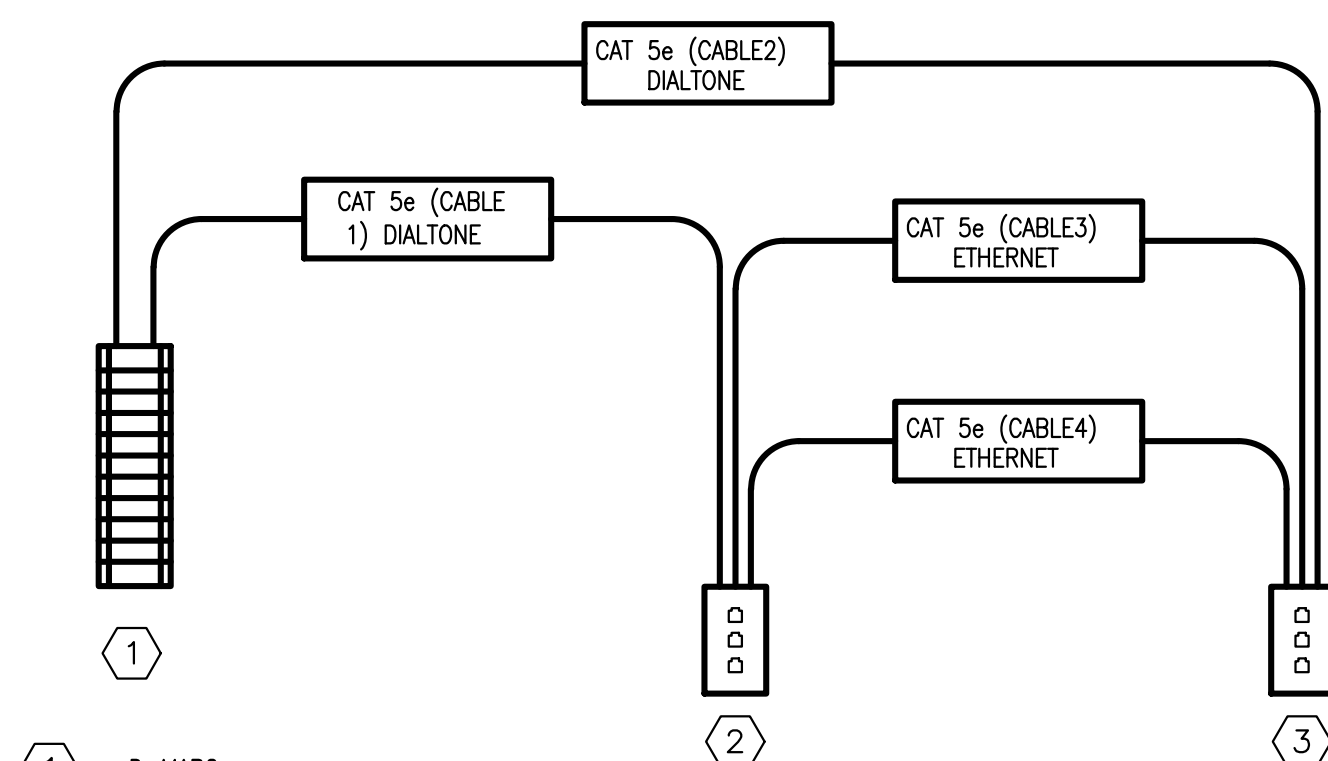 CAT 5e (CABLE2)
DIALTONE
CAT 5e (CABLE
1) DIALTONE
CAT 5e (CABLE3)
ETHERNET
CAT 5e (CABLE4)
ETHERNET
1
2
3
1